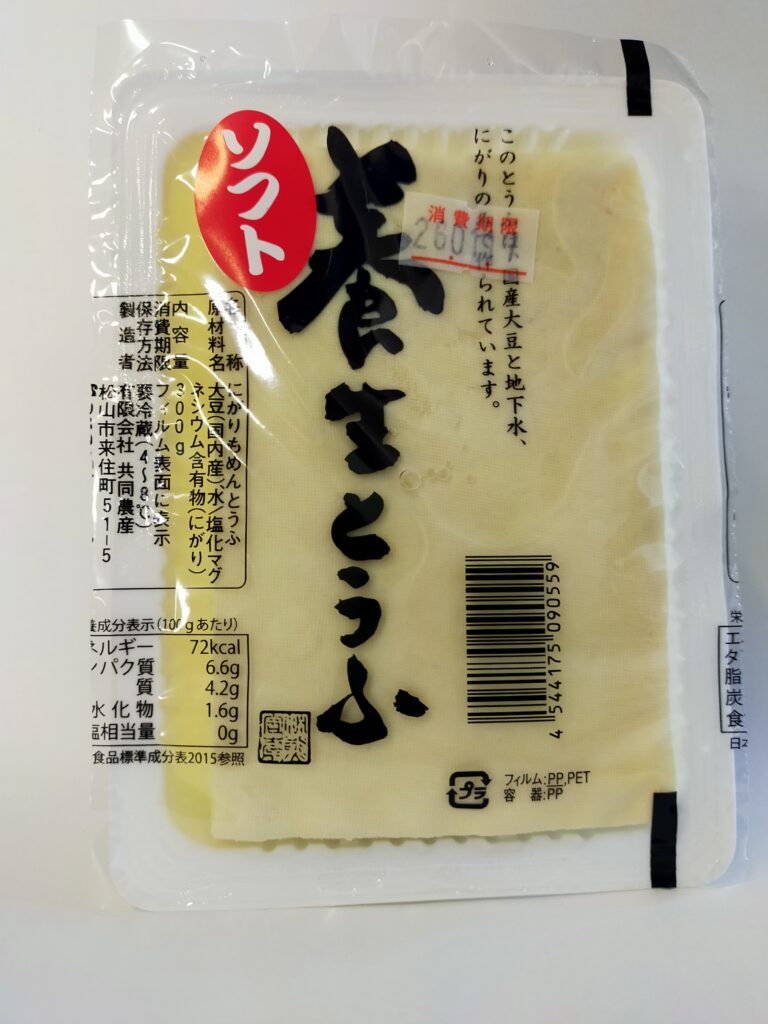 ソフト
養生とうふ
このとうは国産大豆と地下水、
にがりの作られています。
消費期限
名称 にがりもめんとうふ
原材料名 大豆(国内産)、水/塩化マグ
ネシウム含有物(にがり)
内容量 300g
消費期限 フィルム表面に表示
保存方法 要冷蔵(4~8℃)
製造者 有限会社 共同農産
松山市来住町51-5
養成分表示(100gあたり)
ネルギー 72kcal
ンパク質 6.6g
質 4.2g
水化物 1.6g
塩相当量 0g
食品標準成分表2015参照
4544175090559
プラ
フィルム:PP,PET
容器:PP
栄
エ
タ
脂
炭
食